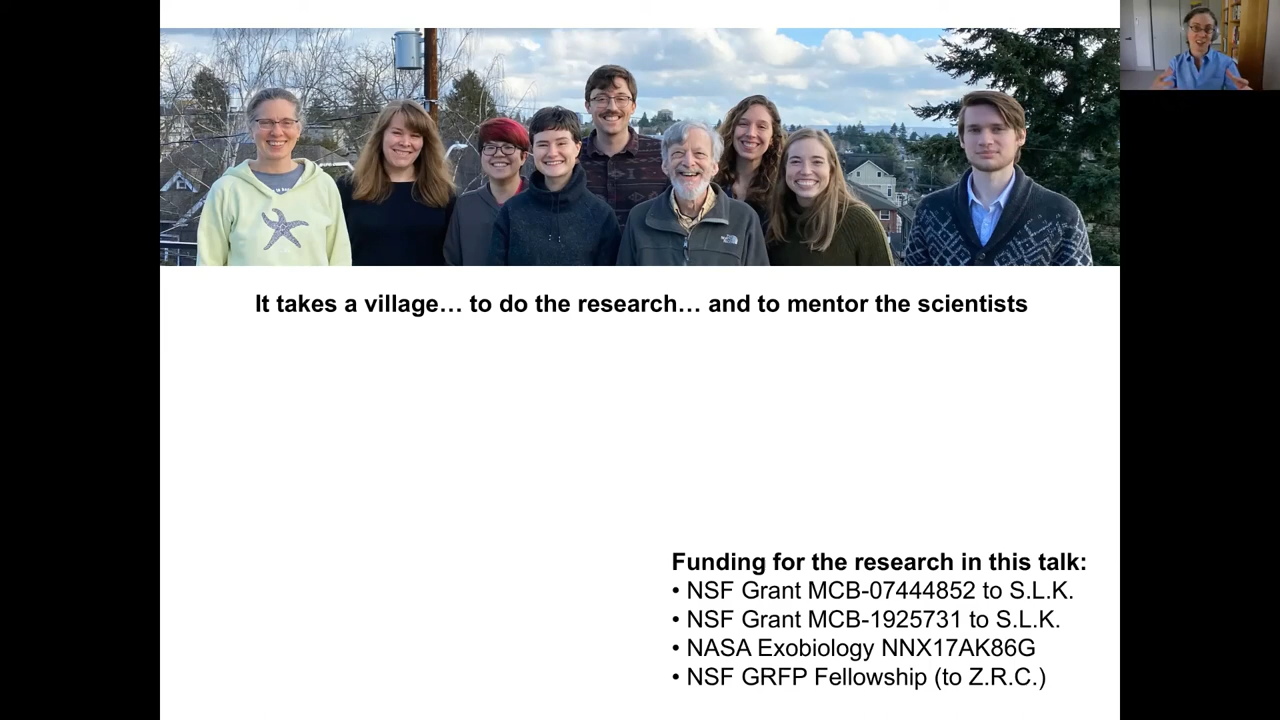 It takes a village… to do the research… and to mentor the scientists
Funding for the research in this talk:
• NSF Grant MCB-07444852 to S.L.K.
• NSF Grant MCB-1925731 to S.L.K.
• NASA Exobiology NNX17AK86G
• NSF GRFP Fellowship (to Z.R.C.)